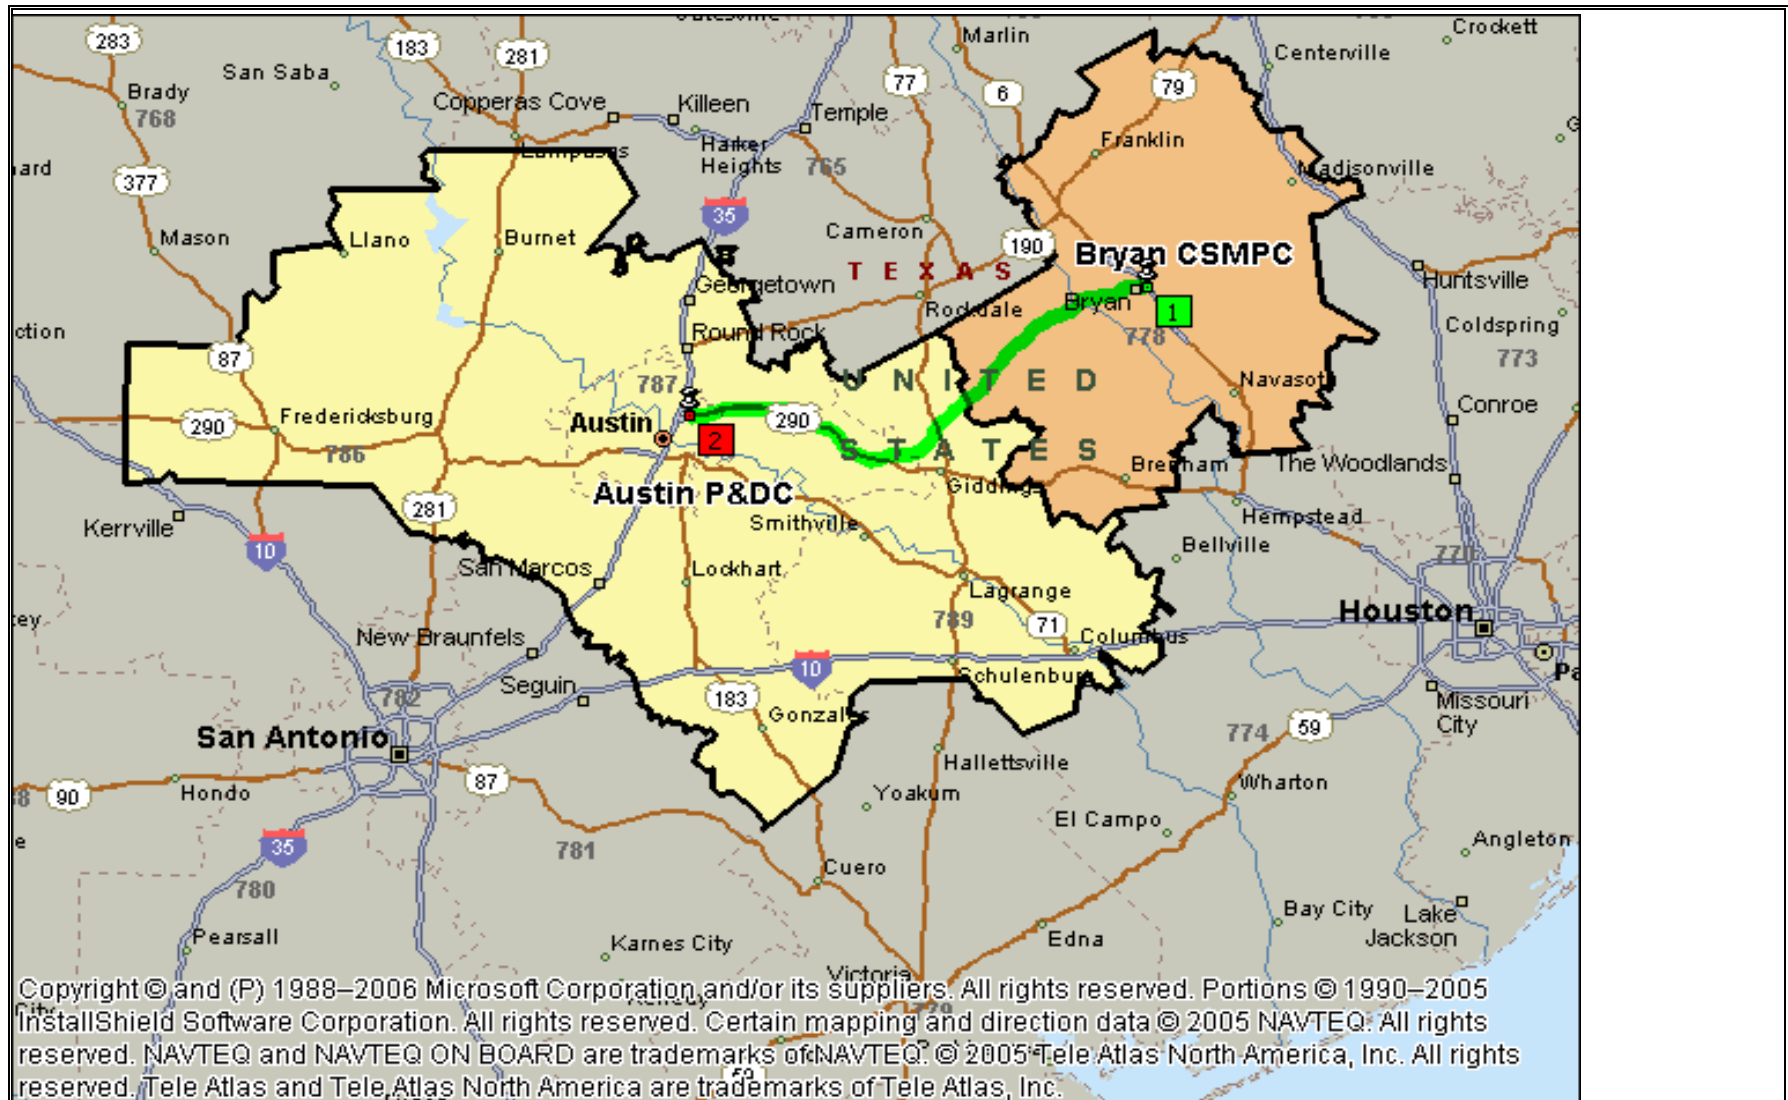 283
183
281
77
6
79
Marlin
Crockett
Centerville
San Saba
Brady
768
Copperas Cove
Killeen
Temple
Harker
Heights
Lampasas
765
Franklin
Madisonville
377
35
Mason
Llano
Burnet
Cameron
190
Bryan CSMPC
T E X A S
Huntsville
Georgetown
Rockdale
Bryan
1
778
Coldspring
773
ction
Round Rock
87
787
U N I T E D
Navasot
Conroe
290
Fredericksburg
786
Austin
2
290
S T A T E S
Brenham
The Woodlands
Austin P&DC
Giddings
281
Kerrville
Smithville
Hempstead
10
Bellville
770
San Marcos
Lockhart
Lagrange
789
71
Houston
New Braunfels
Columbus
10
Pa
782
Seguin
183
Schulenburg
Missouri
City
Gonzales
San Antonio
774
59
Hallettsville
90
Hondo
87
Yoakum
Wharton
El Campo
35
781
Angleton
780
Cuero
Pearsall
Karnes City
Edna
Bay City
Lake
Jackson
Victoria
Copyright © and (P) 1988–2006 Microsoft Corporation and/or its suppliers. All rights reserved. Portions © 1990–2005
InstallShield Software Corporation. All rights reserved. Certain mapping and direction data © 2005 NAVTEQ. All rights
reserved. NAVTEQ and NAVTEQ ON BOARD are trademarks of NAVTEQ. © 2005 Tele Atlas North America, Inc. All rights
reserved. Tele Atlas and Tele Atlas North America are trademarks of Tele Atlas, Inc.